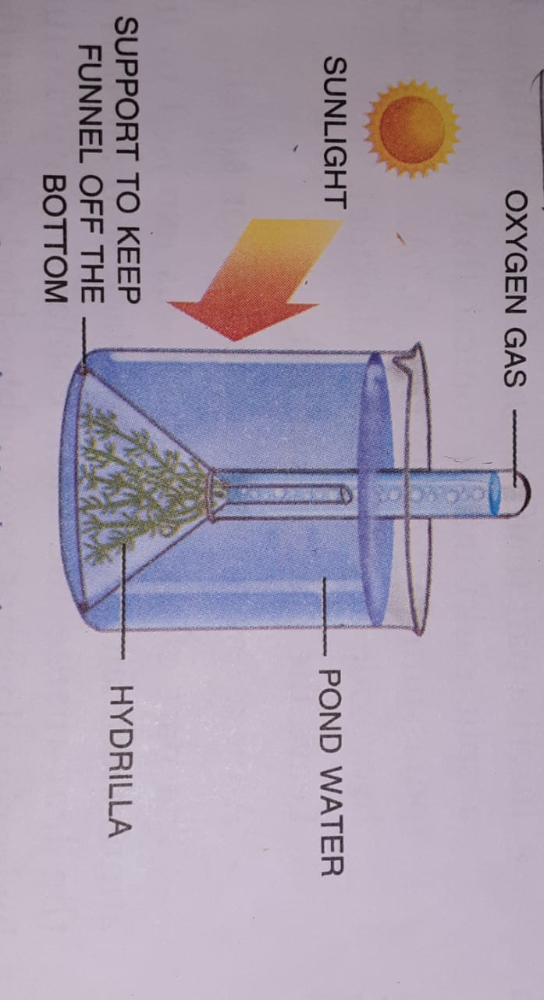 OXYGEN GAS
SUNLIGHT
POND WATER
SUPPORT TO KEEP
FUNNEL OFF THE
BOTTOM
HYDRILLA